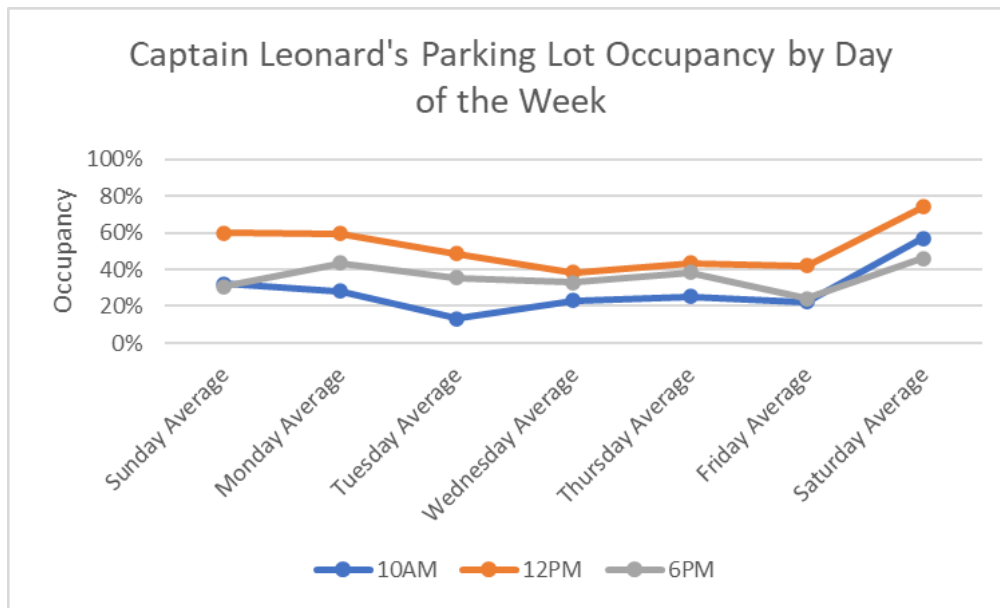 Captain Leonard's Parking Lot Occupancy by Day
of the Week
Occupancy
100%
80%
60%
40%
20%
0%
Sunday Average
Monday Average
Tuesday Average
Wednesday Average
Thursday Average
Friday Average
Saturday Average
10AM 12PM 6PM